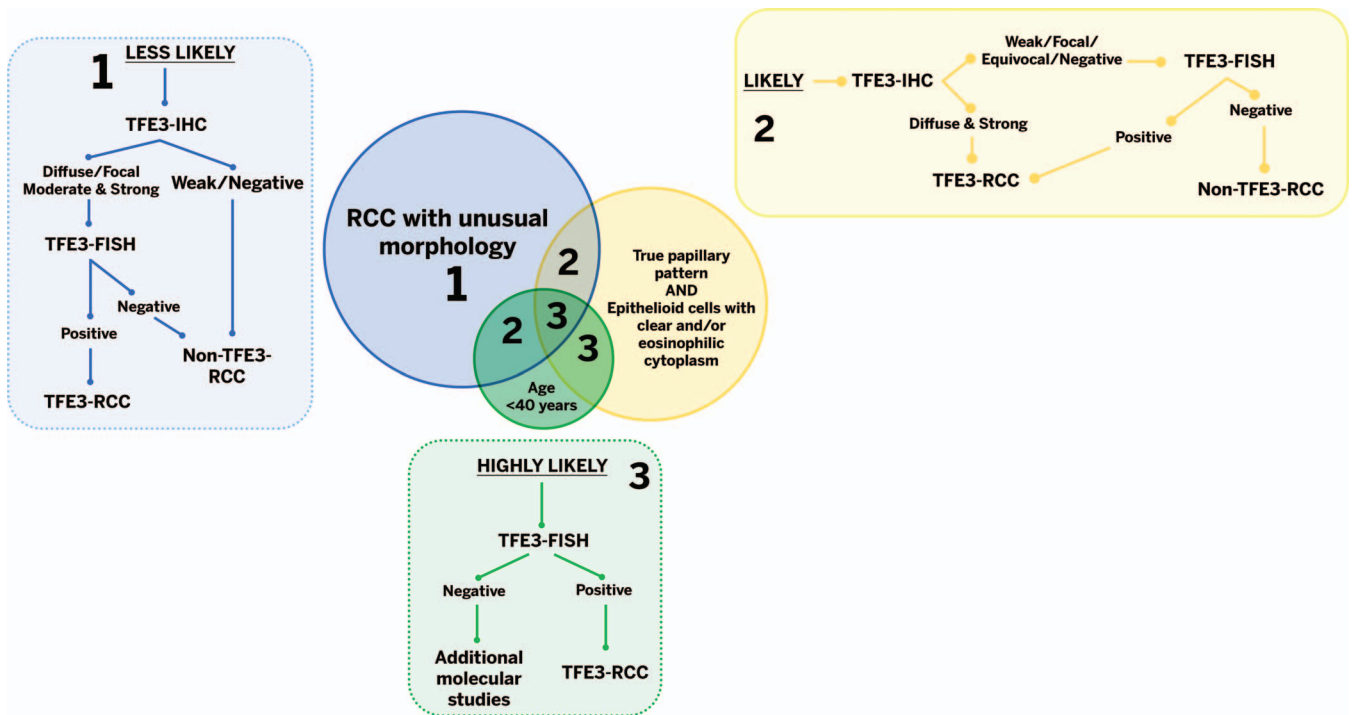 1
LESS LIKELY
TFE3-IHC
Diffuse/Focal
Moderate & Strong
Weak/Negative
TFE3-FISH
Negative
Positive
Non-TFE3-
RCC
TFE3-RCC
RCC with unusual
morphology
1
2
2
3
3
True papillary
pattern
AND
Epithelioid cells with
clear and/or
eosinophilic
cytoplasm
Age
<40 years
LIKELY
2
TFE3-IHC
Weak/Focal/
Equivocal/Negative
TFE3-FISH
Diffuse & Strong
Positive
Negative
TFE3-RCC
Non-TFE3-RCC
HIGHLY LIKELY
3
TFE3-FISH
Negative
Positive
Additional
molecular
studies
TFE3-RCC